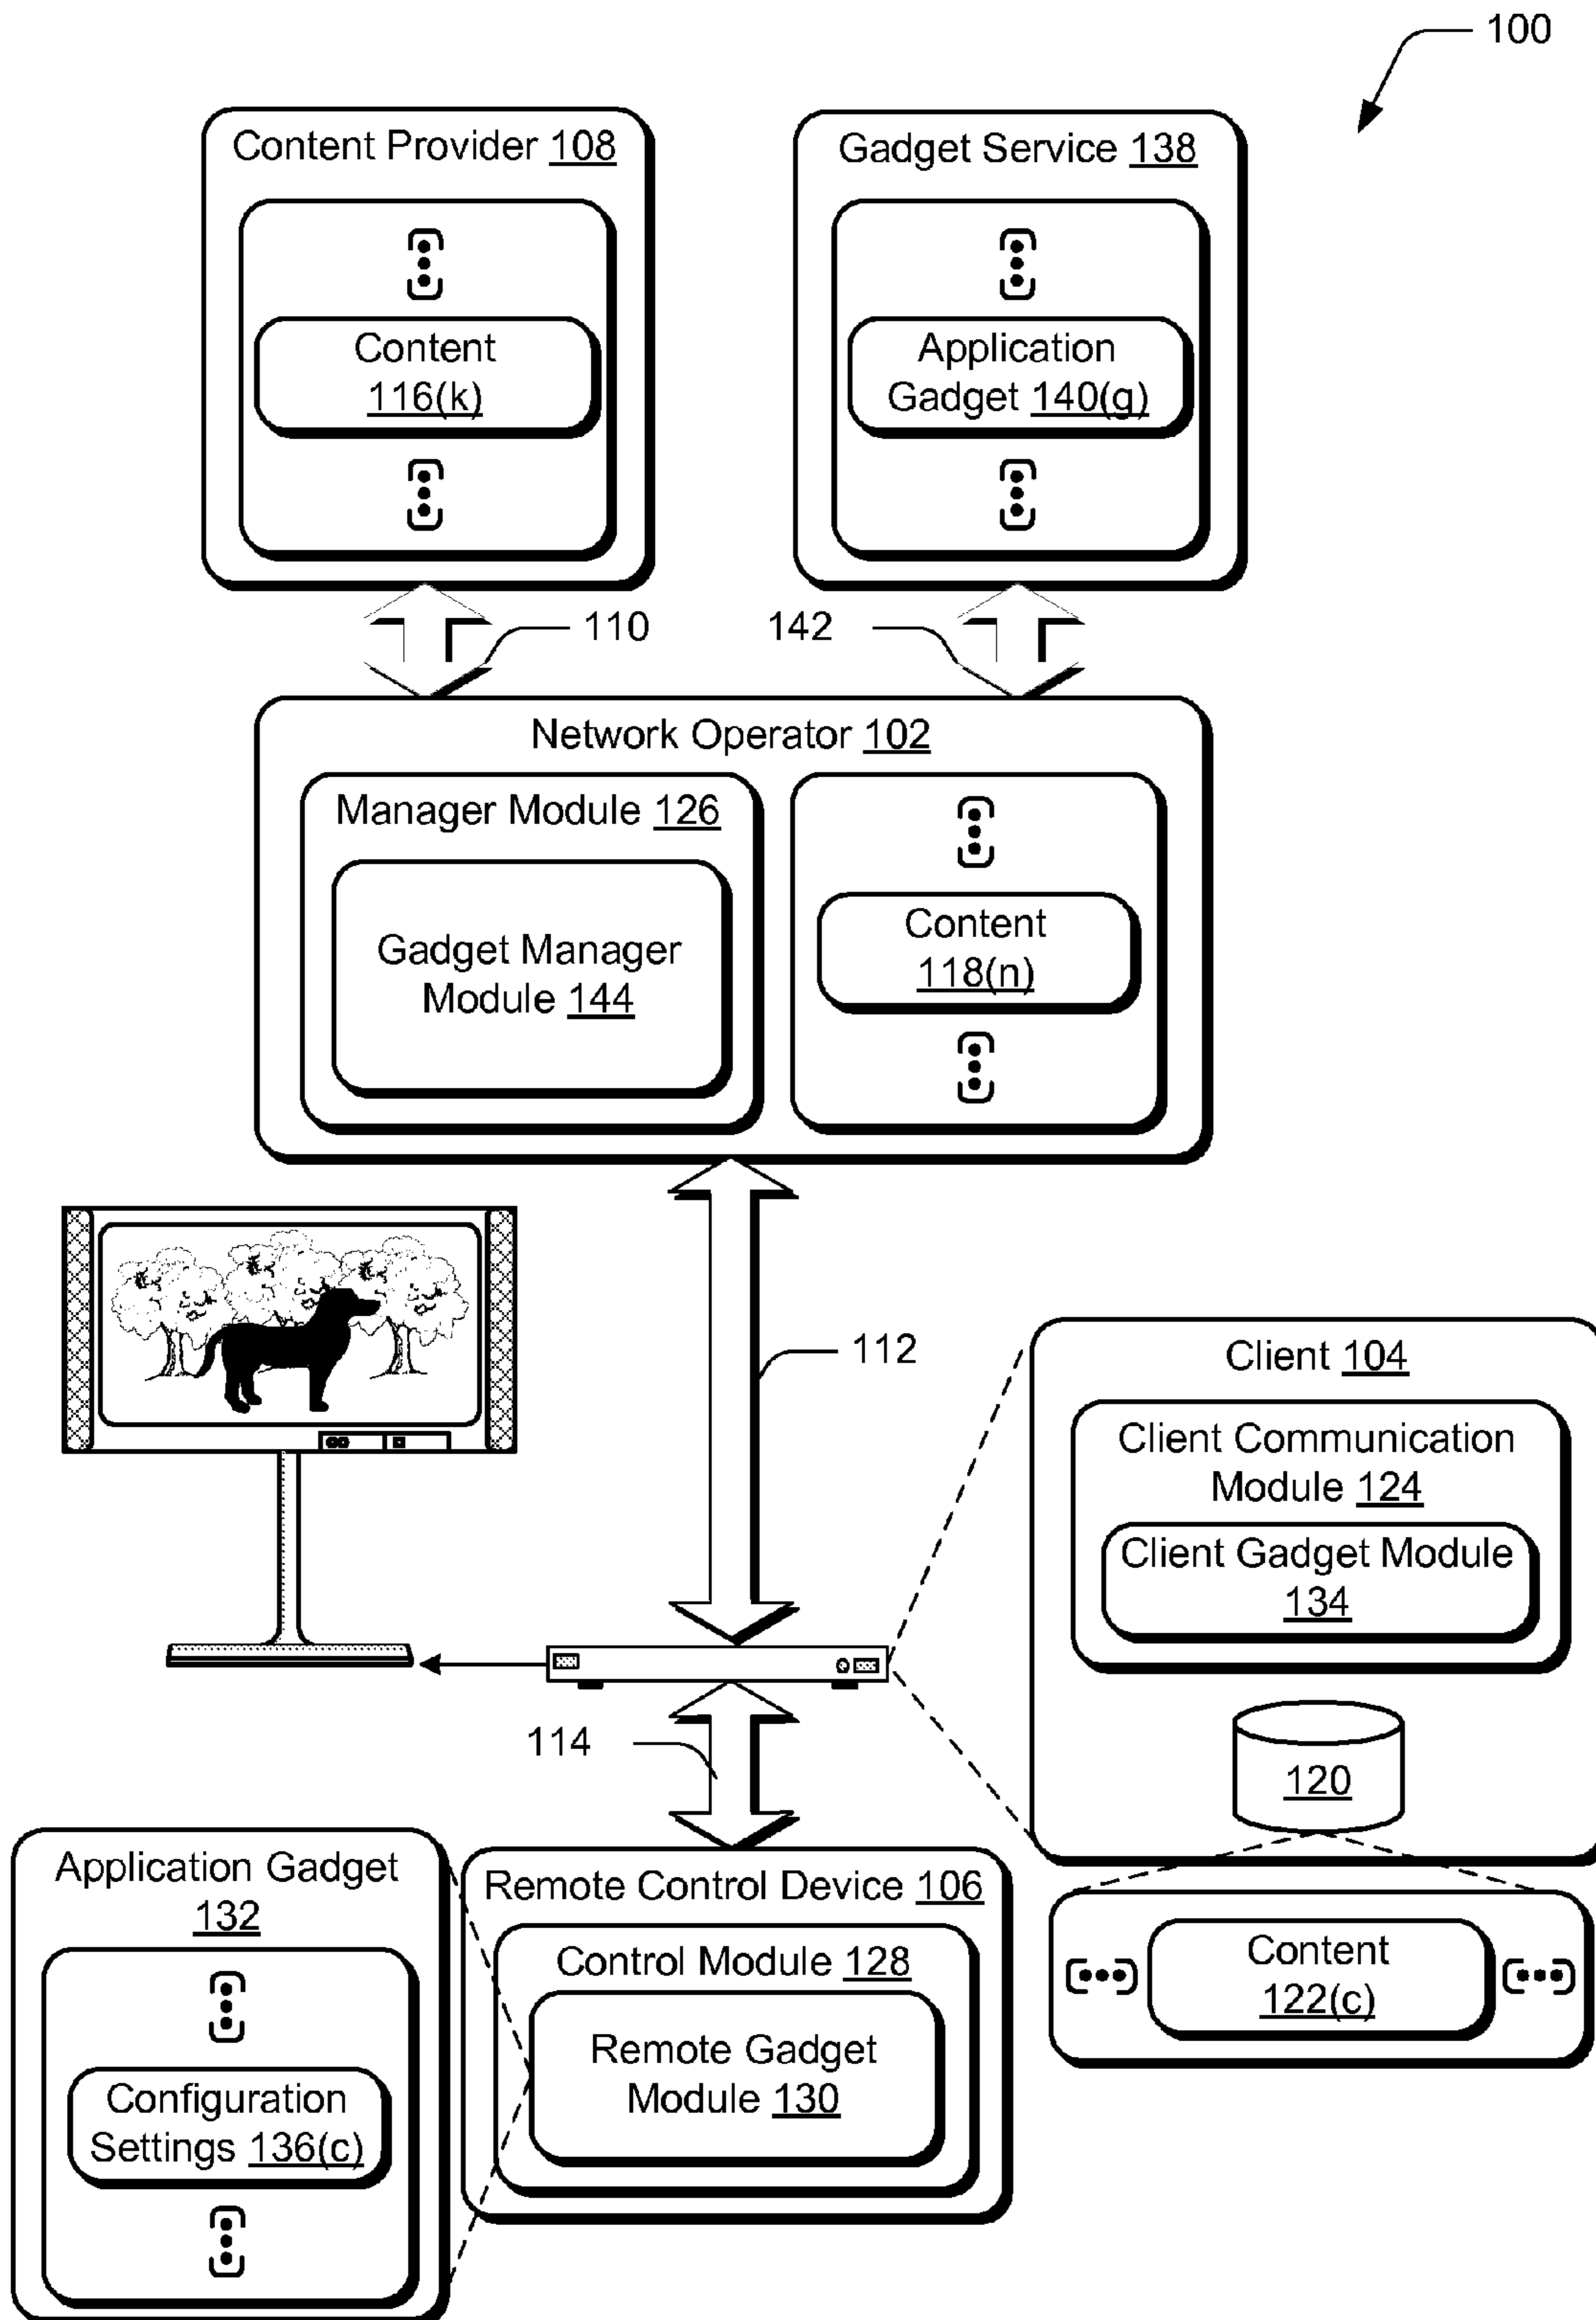 100
Content Provider 108
Content
116(k)
Gadget Service 138
Application
Gadget 140(g)
110
142
Network Operator 102
Manager Module 126
Gadget Manager
Module 144
Content
118(n)
112
Client 104
Client Communication
Module 124
Client Gadget Module
134
120
Content
122(c)
114
Remote Control Device 106
Control Module 128
Remote Gadget
Module 130
Application Gadget
132
Configuration
Settings 136(c)